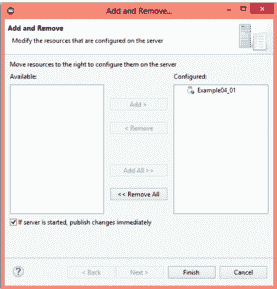 Add and Remove...
Add and Remove
Modify the resources that are configured on the server
Move resources to the right to configure them on the server
Available:
Configured:
Example04_01
Add >
< Remove
Add All >>
<< Remove All
If server is started, publish changes immediately
?
< Back
Next >
Finish
Cancel